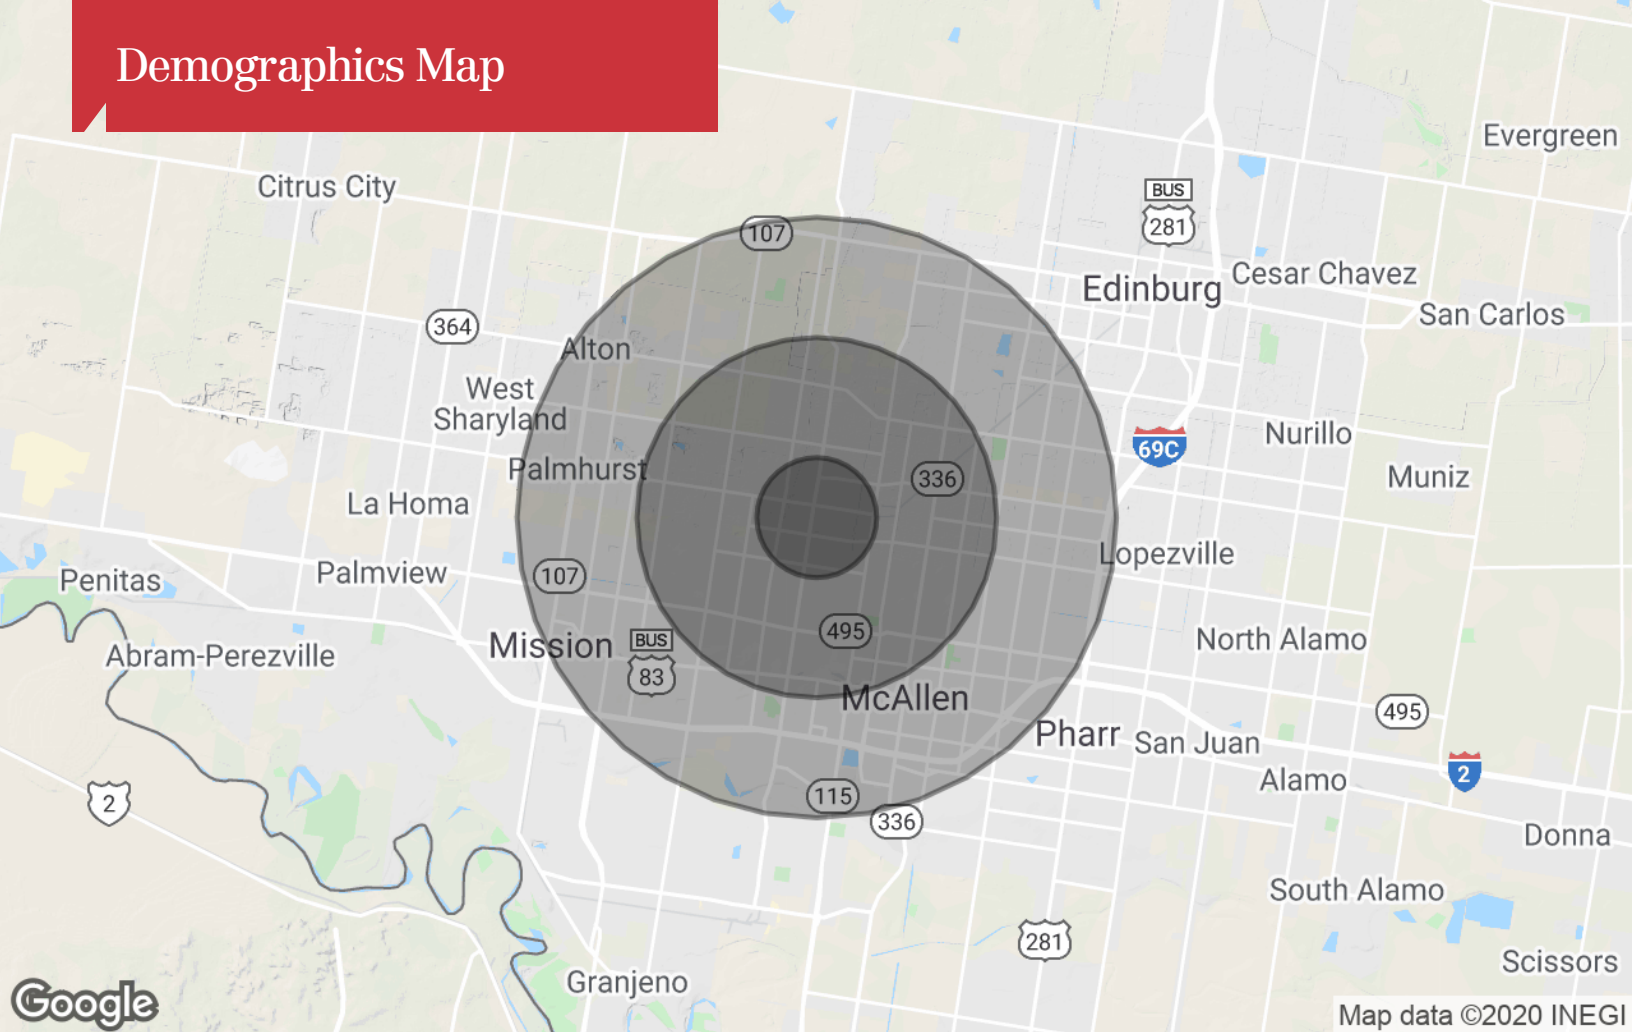 Demographics Map
Evergreen
Citrus City
BUS
281
107
Cesar Chavez
Edinburg
San Carlos
364
Alton
West
Sharyland
Nurillo
69C
Palmhurst
336
Muniz
La Homa
Lopezville
Palmview
107
Penitas
495
North Alamo
Mission
BUS
83
Abram-Perezville
McAllen
495
Pharr
San Juan
2
Alamo
115
2
336
Donna
South Alamo
281
Scissors
Granjeno
Google
Map data ©2020 INEGI